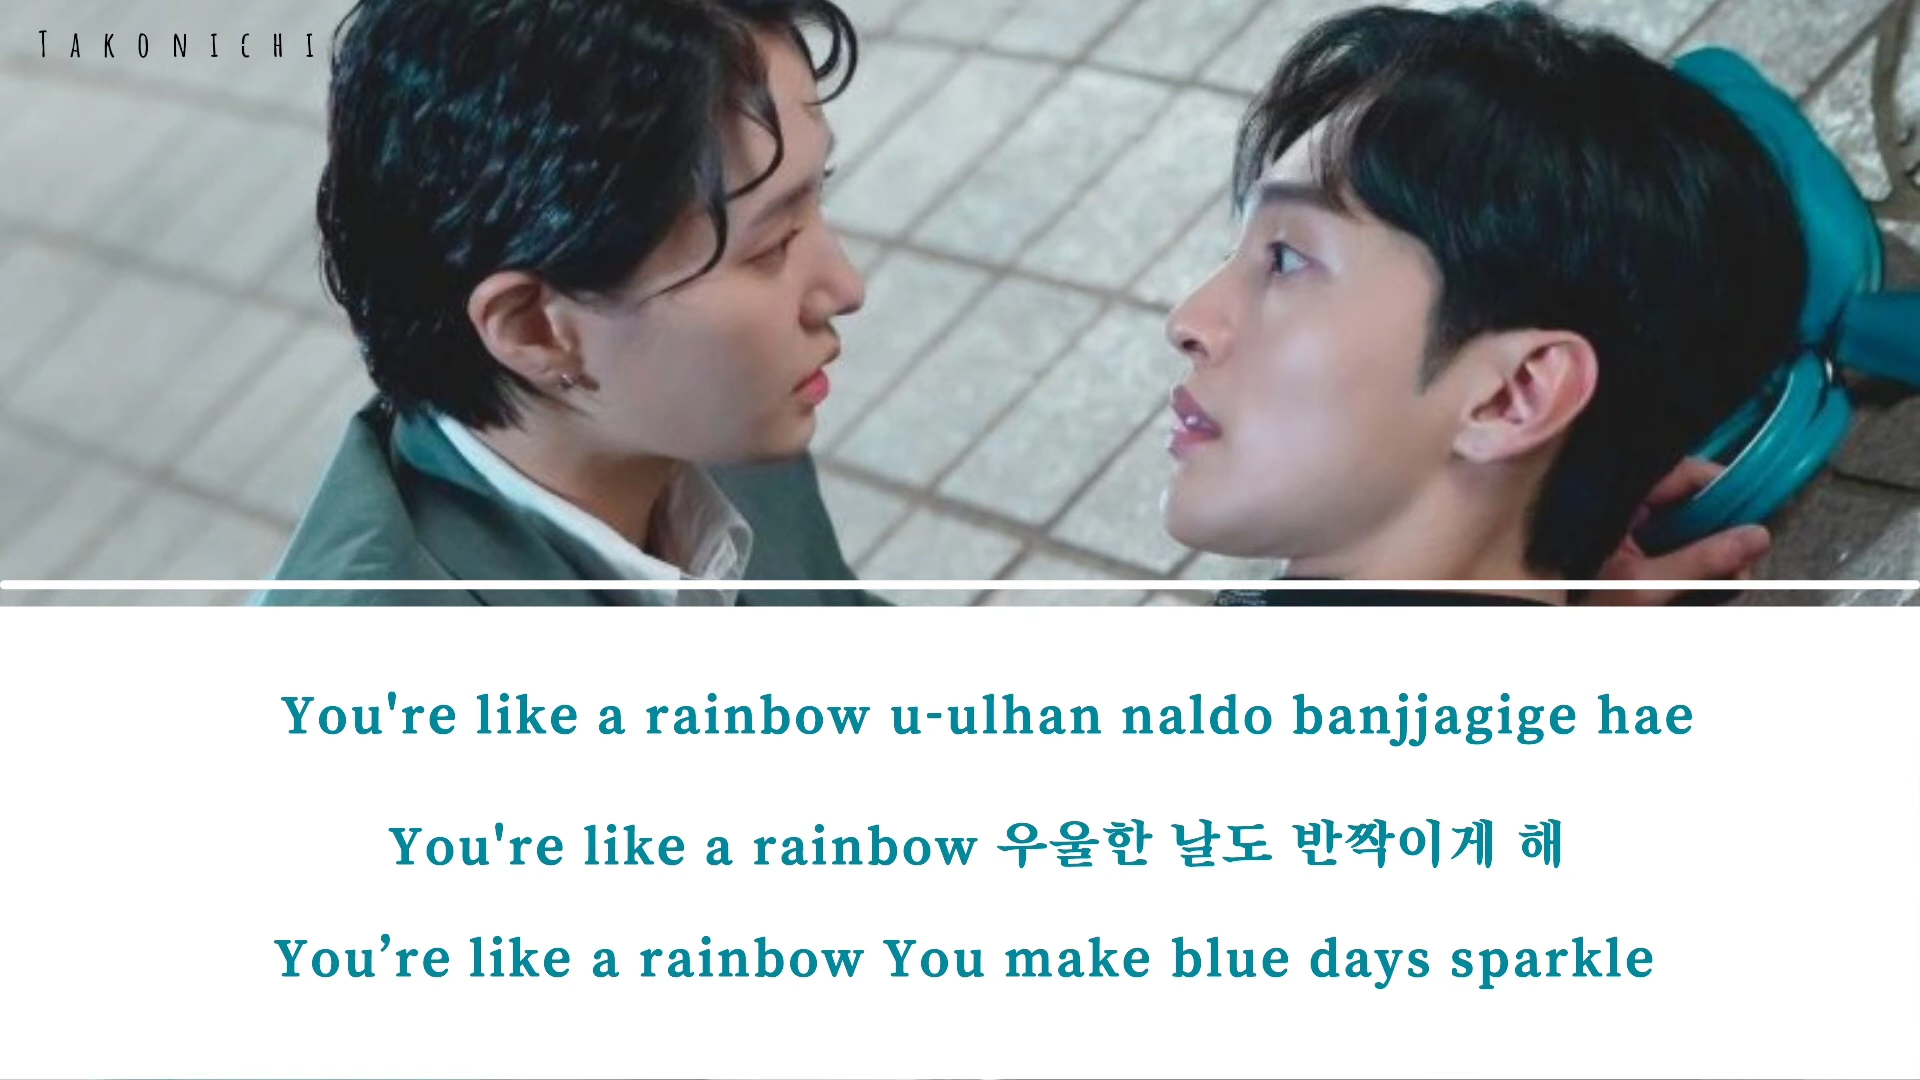 TAKONICHI
You're like a rainbow u-ulhan naldo banjjagige hae
You're like a rainbow 우울한 날도 반짝이게 해
You’re like a rainbow You make blue days sparkle